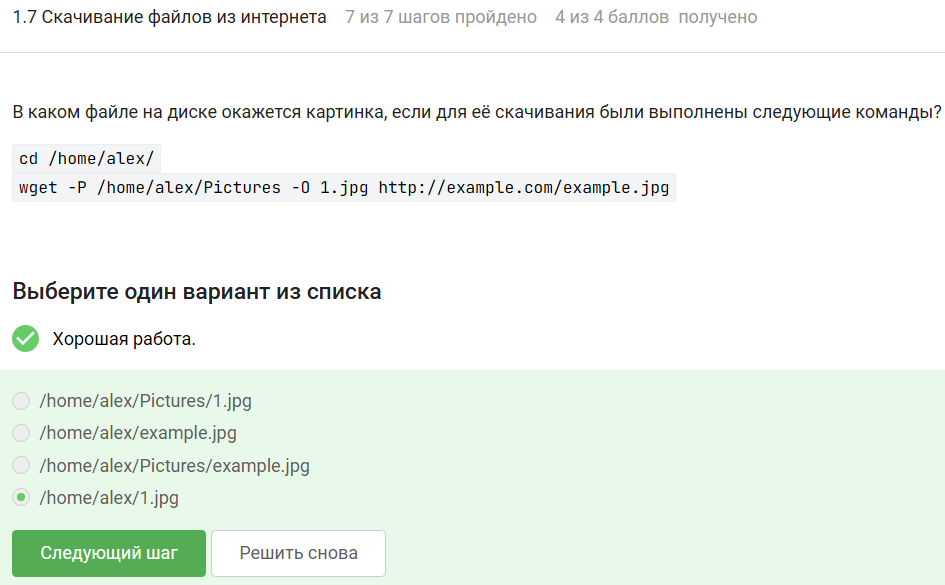 1.7 Скачивание файлов из интернета 7 из 7 шагов пройдено 4 из 4 баллов получено
В каком файле на диске окажется картинка, если для её скачивания были выполнены следующие команды?
cd /home/alex/
wget -P /home/alex/Pictures -O 1.jpg http://example.com/example.jpg
Выберите один вариант из списка
Хорошая работа.
/home/alex/Pictures/1.jpg
/home/alex/example.jpg
/home/alex/Pictures/example.jpg
/home/alex/1.jpg
Следующий шаг Решить снова